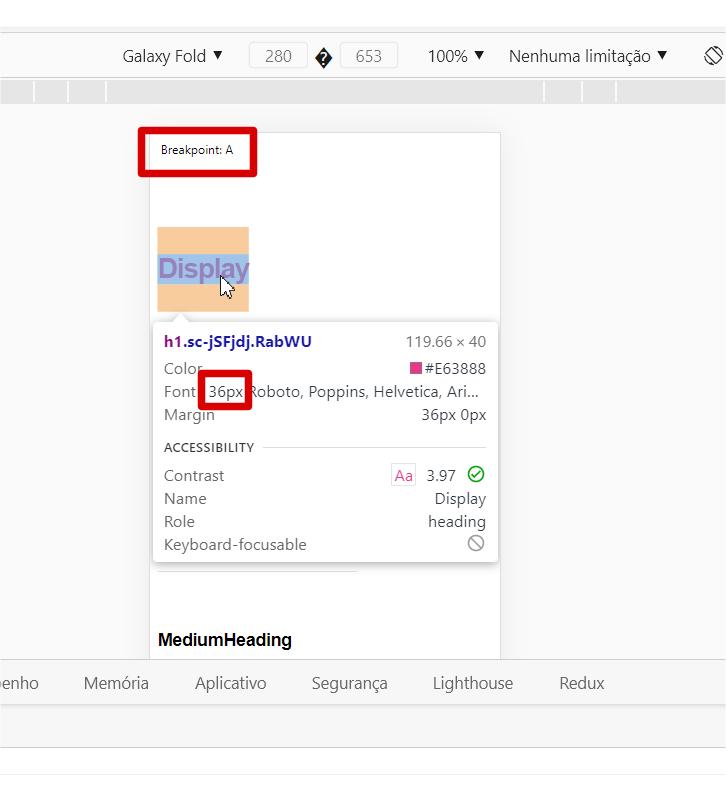 Galaxy Fold ▼ 280 � 653 100% ▼ Nenhuma limitação ▼
Breakpoint: A
Display
h1.sc-jSFjdj.RabWU 119.66 × 40
Color #E63888
Font 36px Roboto, Poppins, Helvetica, Ari…
Margin 36px 0px
ACCESSIBILITY
Contrast Aa 3.97
Name Display
Role heading
Keyboard-focusable
MediumHeading
enho Memória Aplicativo Segurança Lighthouse Redux